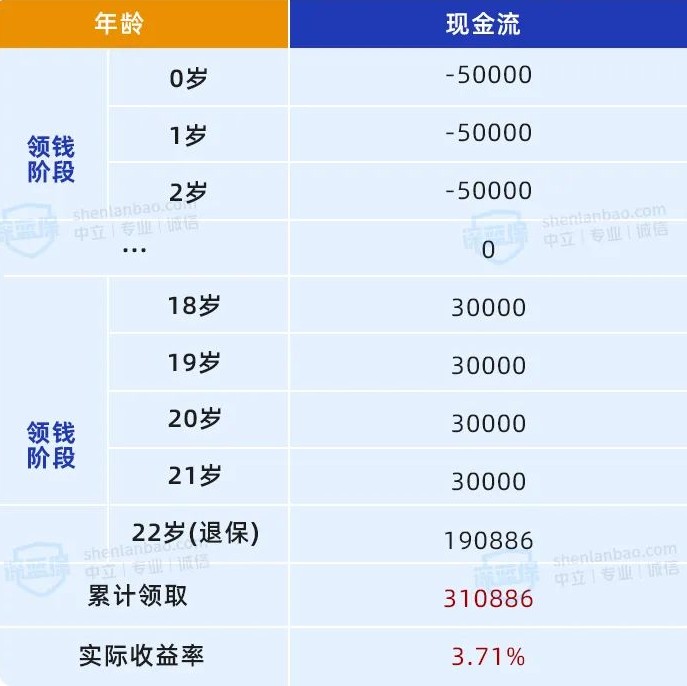 年龄 现金流
领钱
阶段
0岁 -50000
1岁 -50000
2岁 -50000
shenlanbao.com
中立 | 专业 | 诚信
深蓝保
shenlanbao.com
中立 | 专业 | 诚信
... 0
领钱
阶段
18岁 30000
19岁 30000
20岁 30000
21岁 30000
22岁(退保) 190886
深蓝保
shenlanbao.com
中立 | 专业 | 诚信
深蓝保
shenlanbao.com
中立 | 专业 | 诚信
累计领取 310886
实际收益率 3.71%